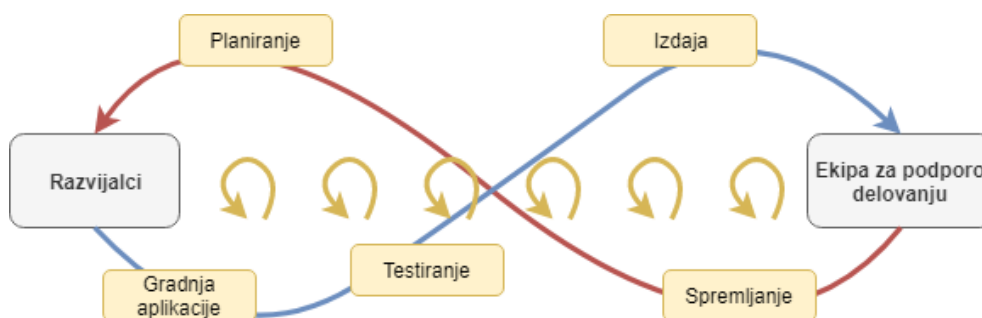 Planiranje
Izdaja
Razvijalci
Ekipa za podporo
delovanju
Testiranje
Gradnja
aplikacije
Spremljanje